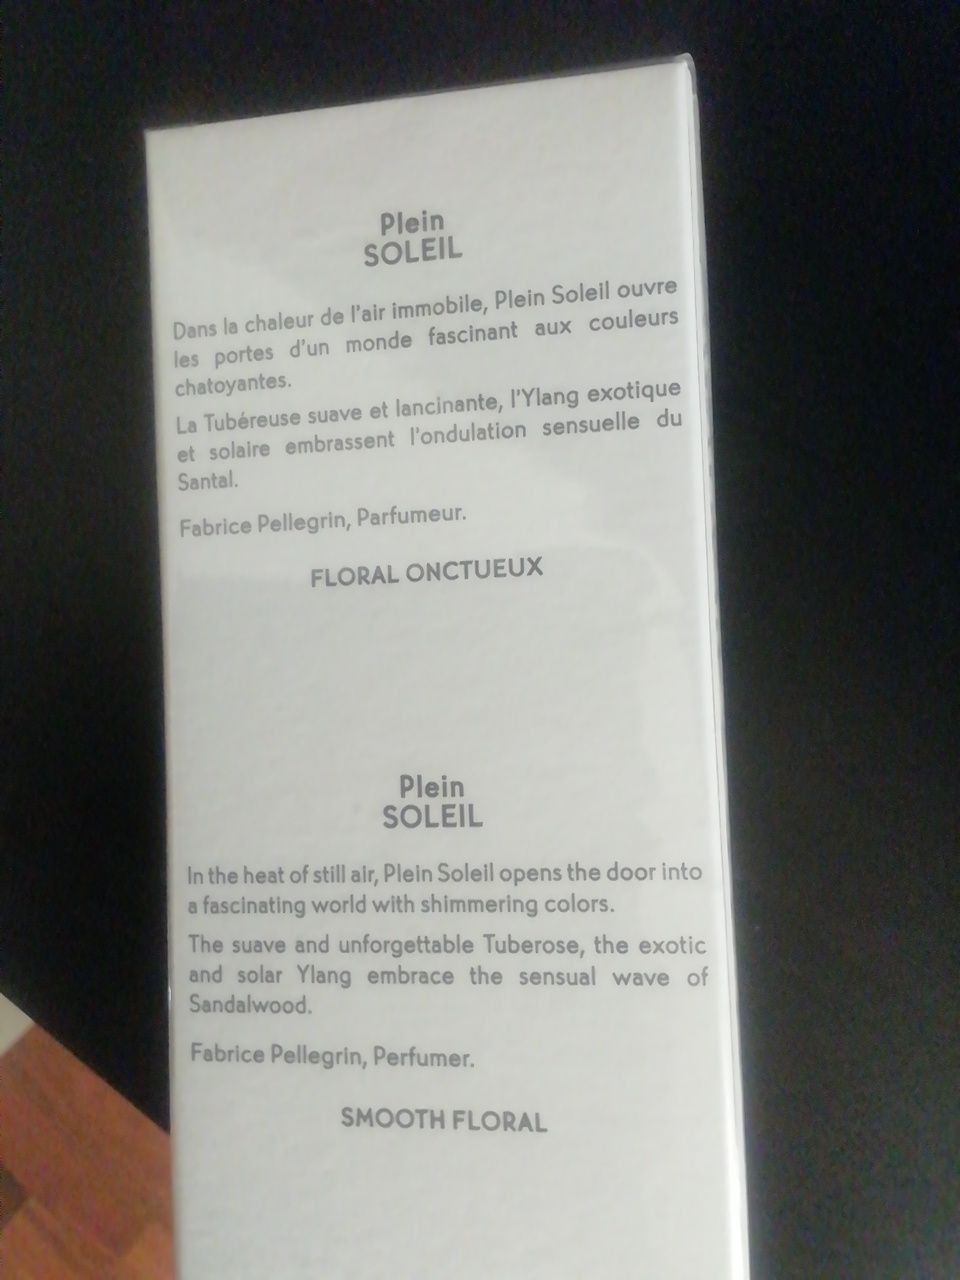 Plein
SOLEIL
Dans la chaleur de l'air immobile, Plein Soleil ouvre
les portes d'un monde fascinant aux couleurs
chatoyantes.
La Tubéreuse suave et lancinante, l'Ylang exotique
et solaire embrassent l'ondulation sensuelle du
Santal.
Fabrice Pellegrin, Parfumeur.
FLORAL ONCTUEUX
Plein
SOLEIL
In the heat of still air, Plein Soleil opens the door into
a fascinating world with shimmering colors.
The suave and unforgettable Tuberose, the exotic
and solar Ylang embrace the sensual wave of
Sandalwood.
Fabrice Pellegrin, Perfumer.
SMOOTH FLORAL